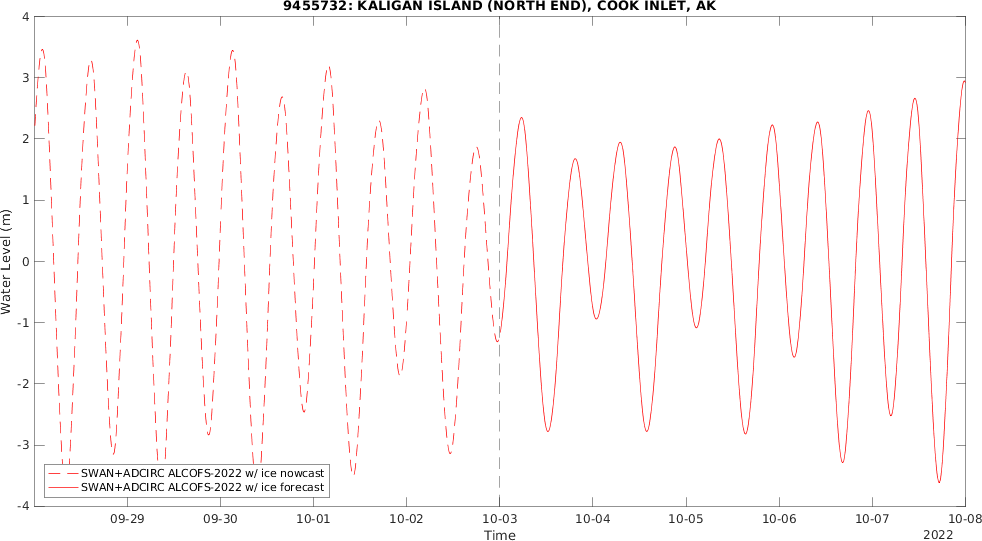 9455732: KALIGAN ISLAND (NORTH END), COOK INLET, AK
4
3
2
1
0
-1
-2
-3
-4
Water Level (m)
SWAN+ADCIRC ALCOFS-2022 w/ ice nowcast
SWAN+ADCIRC ALCOFS-2022 w/ ice forecast
09-29 09-30 10-01 10-02 10-03 10-04 10-05 10-06 10-07 10-08
Time
2022